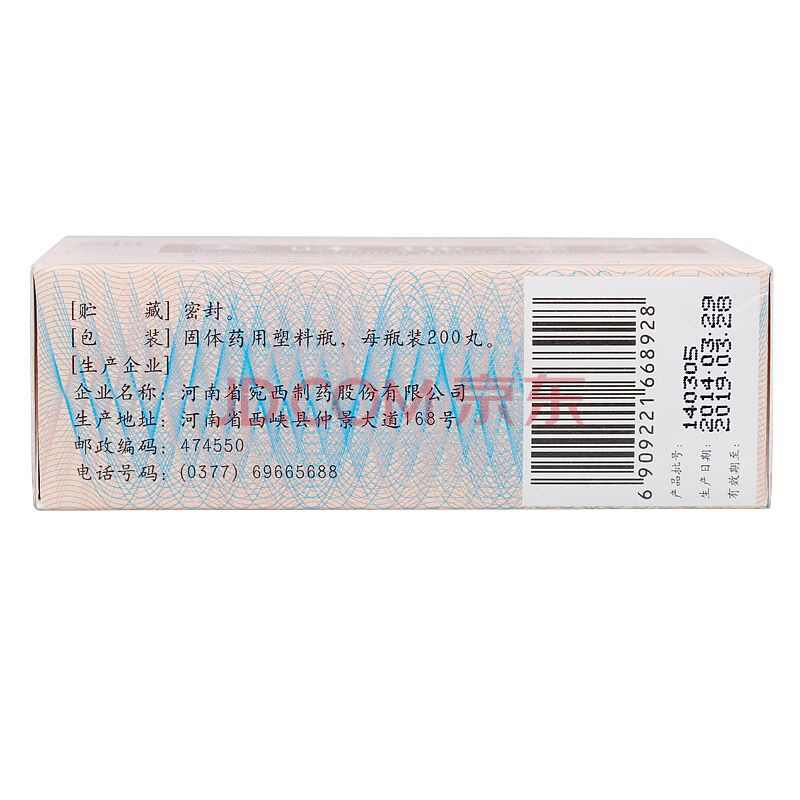 [贮 藏] 密封。
[包 装] 固体药用塑料瓶，每瓶装200丸。
[生产企业]
企业名称：河南省宛西制药股份有限公司
生产地址：河南省西峡县仲景大道168号
邮政编码：474550
电话号码：(0377) 69665688
JD.COM 京东
6 909221 668928
产品批号： 140305
生产日期： 2014.03.29
有效期至： 2019.03.28